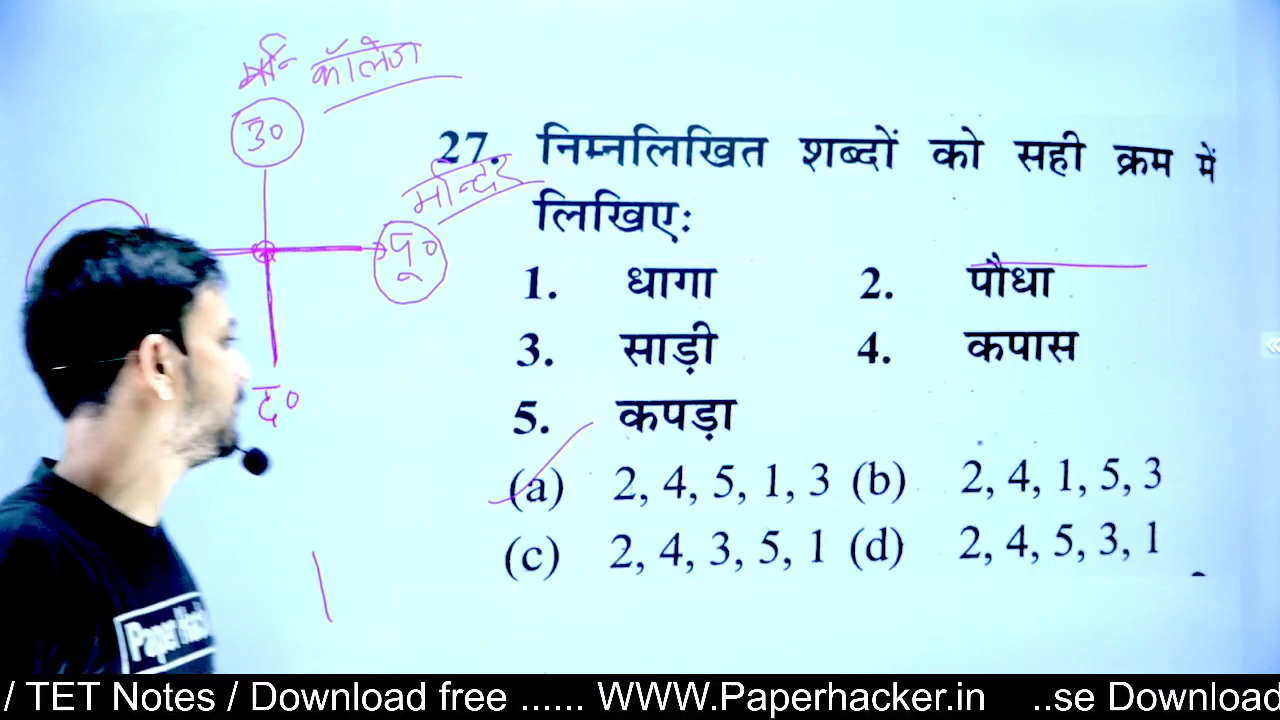 कॉलेज
उ०
27. निम्नलिखित शब्दों को सही क्रम में
मन्दिर
लिखिएः
पू०
1. धागा 2. पौधा
3. साड़ी 4. कपास
द०
5. कपड़ा
(a) 2, 4, 5, 1, 3 (b) 2, 4, 1, 5, 3
(c) 2, 4, 3, 5, 1 (d) 2, 4, 5, 3, 1
Paper
/ TET Notes / Download free ...... WWW.Paperhacker.in ..se Download